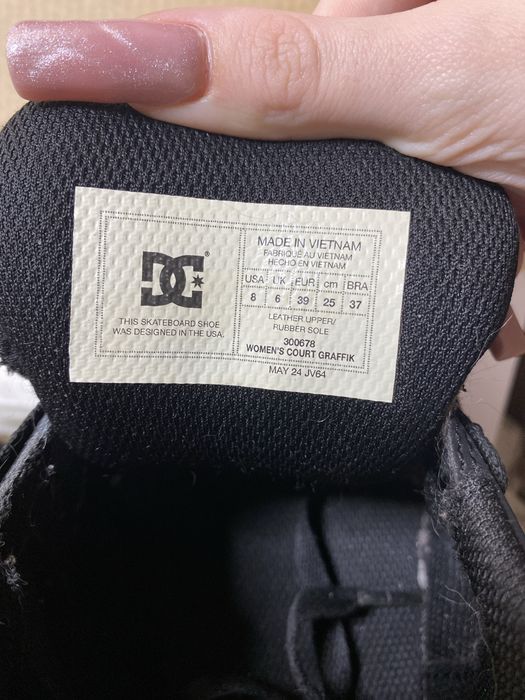 DC®
THIS SKATEBOARD SHOE
WAS DESIGNED IN THE USA.
MADE IN VIETNAM
FABRIQUÉ AU VIETNAM
HECHO EN VIETNAM
USA UK EUR cm BRA
8 6 39 25 37
LEATHER UPPER/
RUBBER SOLE
300678
WOMEN'S COURT GRAFFIK
MAY 24 JV64